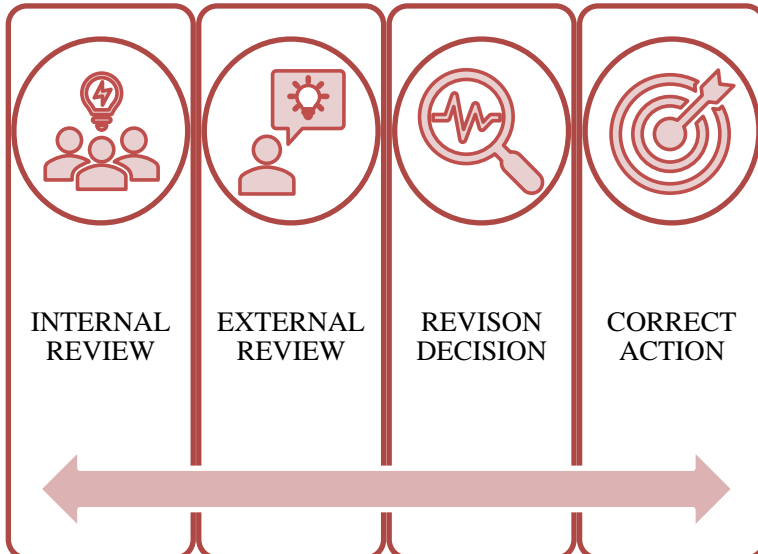 INTERNAL
REVIEW
EXTERNAL
REVIEW
REVISON
DECISION
CORRECT
ACTION